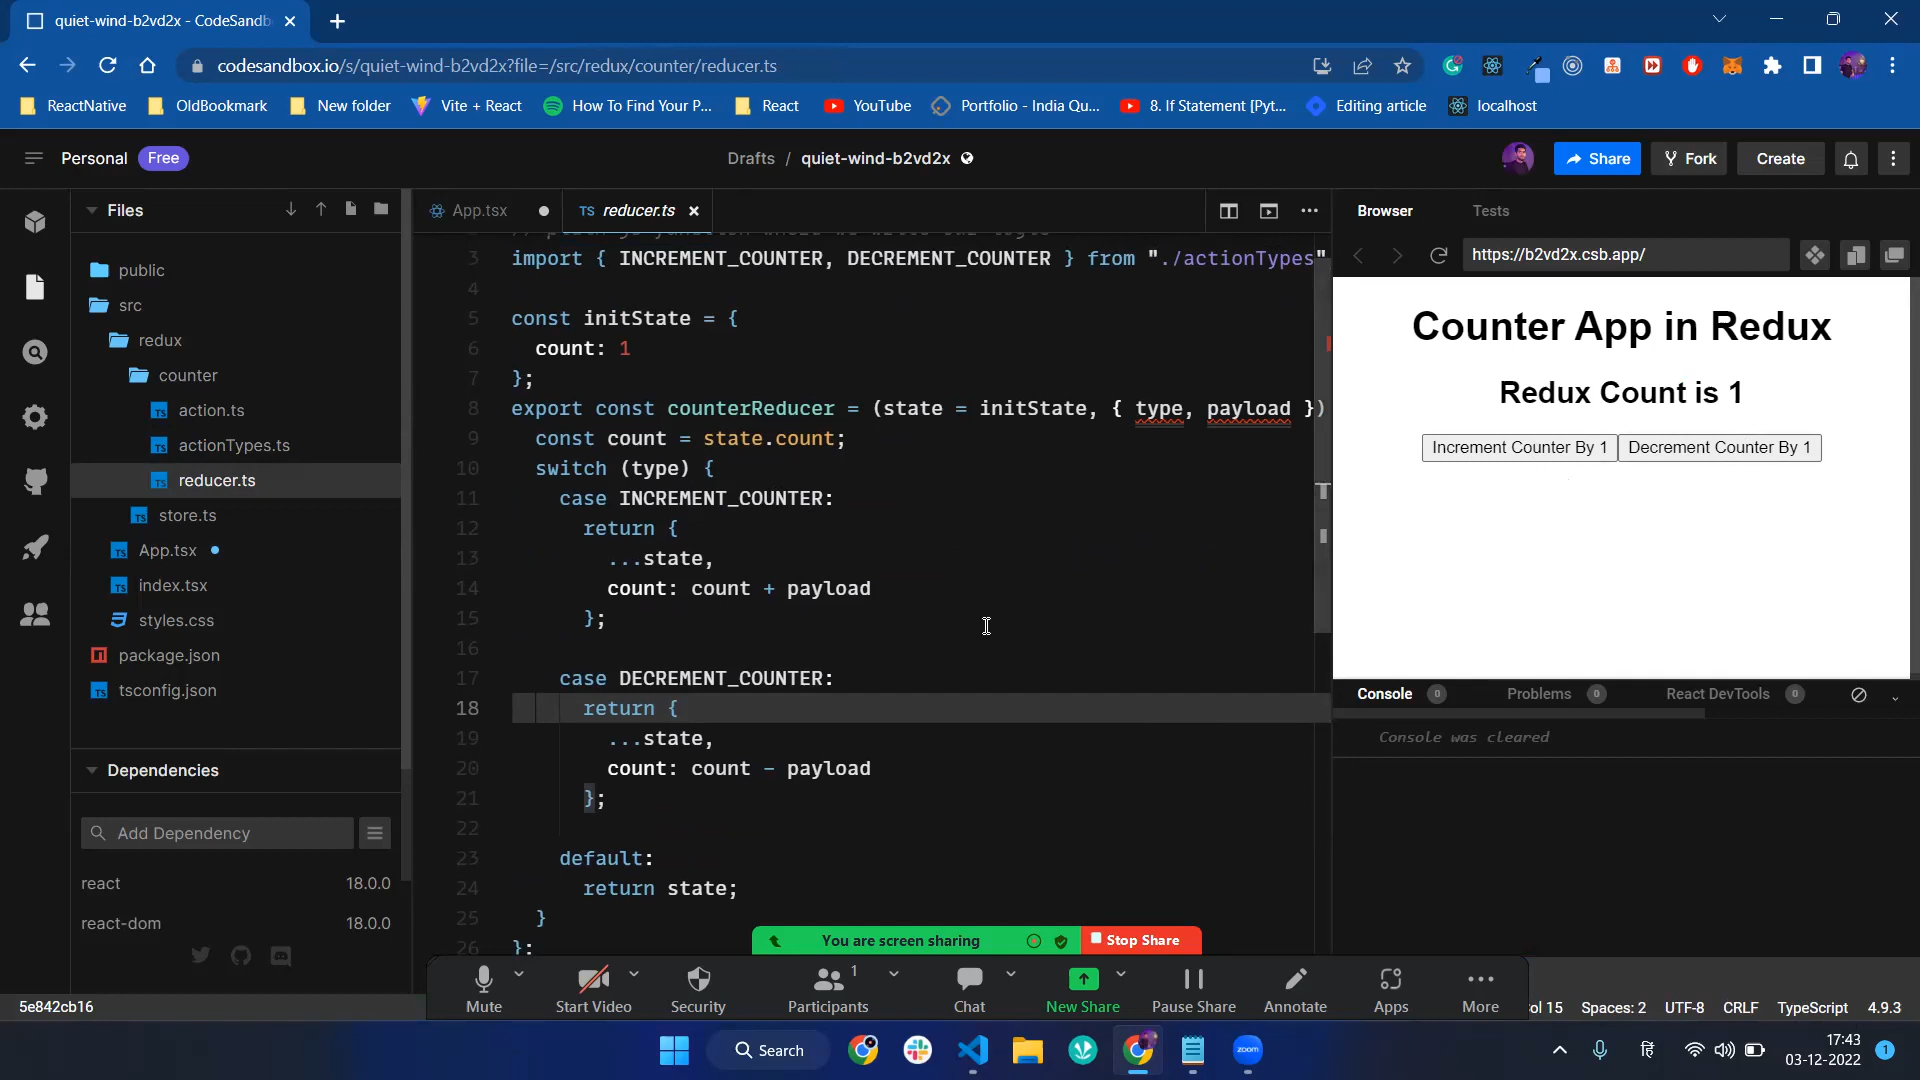 quiet-wind-b2vd2x - CodeSandb
codesandbox.io/s/quiet-wind-b2vd2x?file=/src/redux/counter/reducer.ts
ReactNative
OldBookmark
New folder
Vite + React
How To Find Your P...
React
YouTube
Portfolio - India Qu...
8. If Statement [Pyt...
Editing article
localhost
Personal
Free
Drafts / quiet-wind-b2vd2x
Share
Fork
Create
Files
public
src
redux
counter
action.ts
actionTypes.ts
reducer.ts
store.ts
App.tsx
index.tsx
styles.css
package.json
tsconfig.json
Dependencies
Add Dependency
react 18.0.0
react-dom 18.0.0
5e842cb16
App.tsx
TS reducer.ts
3 import { INCREMENT_COUNTER, DECREMENT_COUNTER } from "./actionTypes"
4
5 const initState = {
6 count: 1
7 };
8 export const counterReducer = (state = initState, { type, payload })
9 const count = state.count;
10 switch (type) {
11 case INCREMENT_COUNTER:
12 return {
13 ...state,
14 count: count + payload
15 };
16
17 case DECREMENT_COUNTER:
18 return {
19 ...state,
20 count: count - payload
21 };
22
23 default:
24 return state;
25 }
26 };
Browser
Tests
https://b2vd2x.csb.app/
Counter App in Redux
Redux Count is 1
Increment Counter By 1
Decrement Counter By 1
Console 0
Problems 0
React DevTools 0
Console was cleared
You are screen sharing
Stop Share
Mute
Start Video
Security
Participants 1
Chat
New Share
Pause Share
Annotate
Apps
More
ol 15
Spaces: 2
UTF-8
CRLF
TypeScript
4.9.3
Search
zoom
हिं
17:43
03-12-2022
1